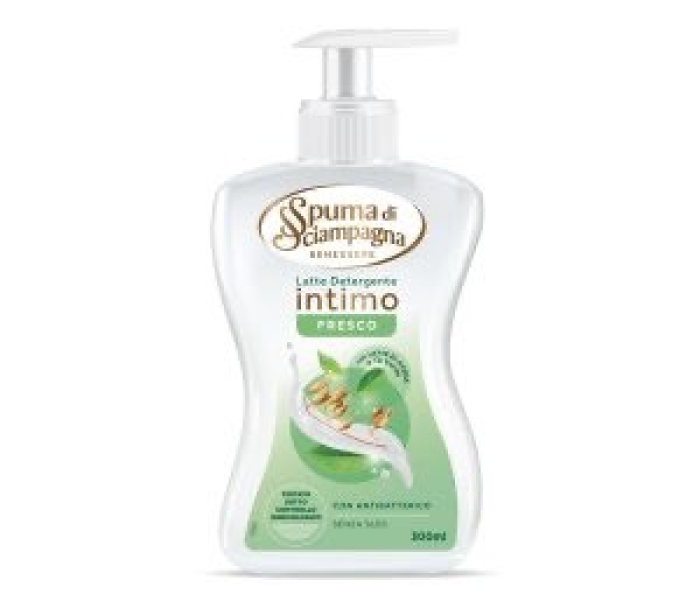 Spuma di
Sciampagna
BENESSERE
Latte Detergente
intimo
FRESCO
CON ANTIBATTERICO
SENZA SLES
300ml